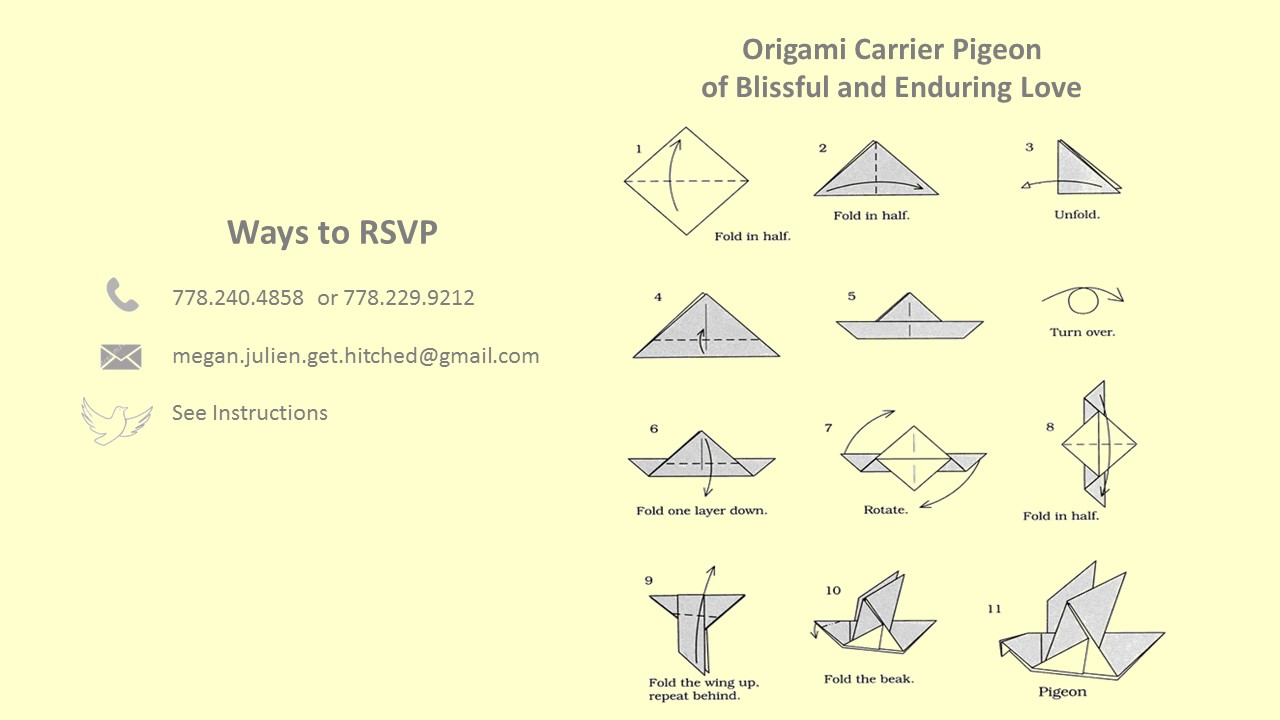 Ways to RSVP
778.240.4858 or 778.229.9212
megan.julien.get.hitched@gmail.com
See Instructions
Origami Carrier Pigeon
of Blissful and Enduring Love
1
Fold in half.
2
Fold in half.
3
Unfold.
4
5
Turn over.
6
Fold one layer down.
7
Rotate.
8
Fold in half.
9
Fold the wing up,
repeat behind.
10
Fold the beak.
11
Pigeon